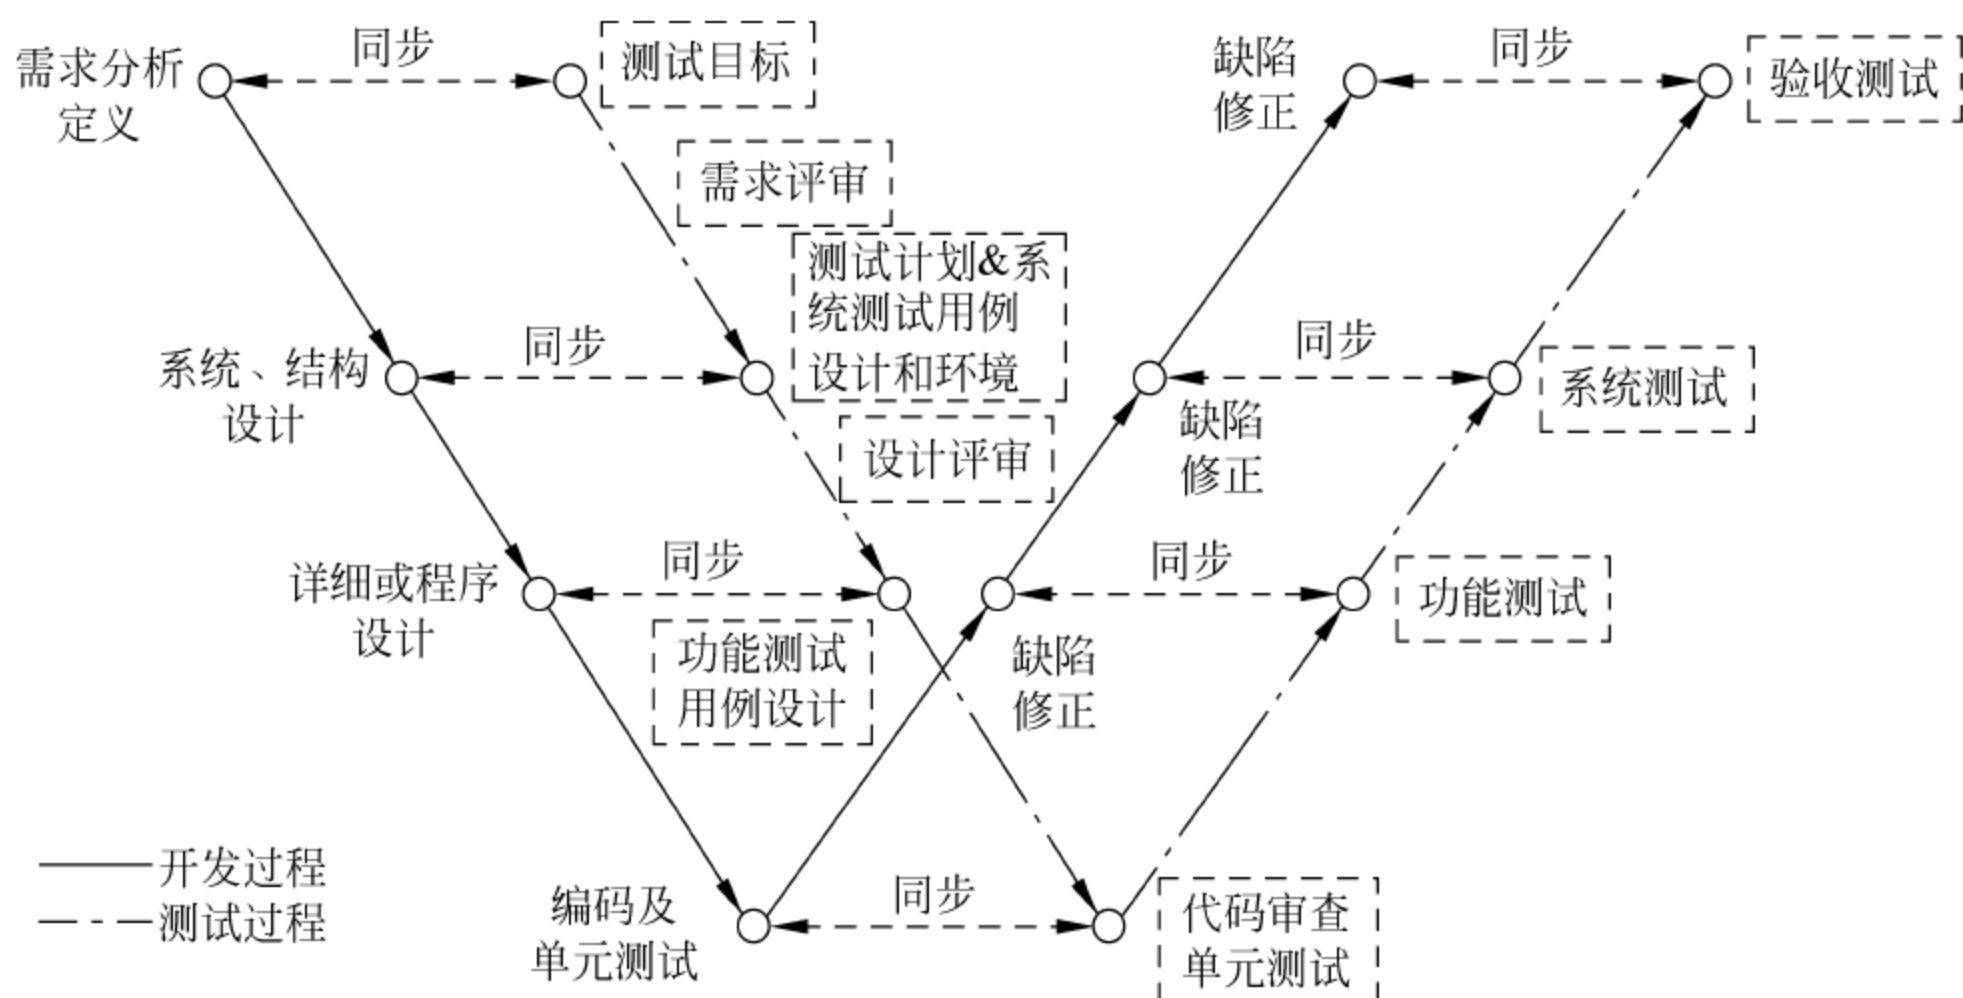 需求分析
定义
同步
测试目标
缺陷
修正
同步
验收测试
需求评审
测试计划&系
统测试用例
设计和环境
系统、结构
设计
同步
同步
缺陷
修正
系统测试
设计评审
详细或程序
设计
同步
功能测试
用例设计
同步
缺陷
修正
功能测试
开发过程
测试过程
编码及
单元测试
同步
代码审查
单元测试